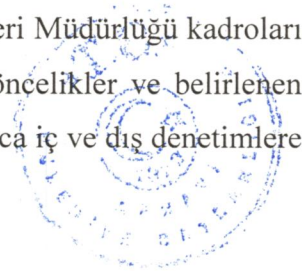 eri Müdürlüğü kadroları
öncelikler ve belirlenen
ca iç ve dış denetimlere